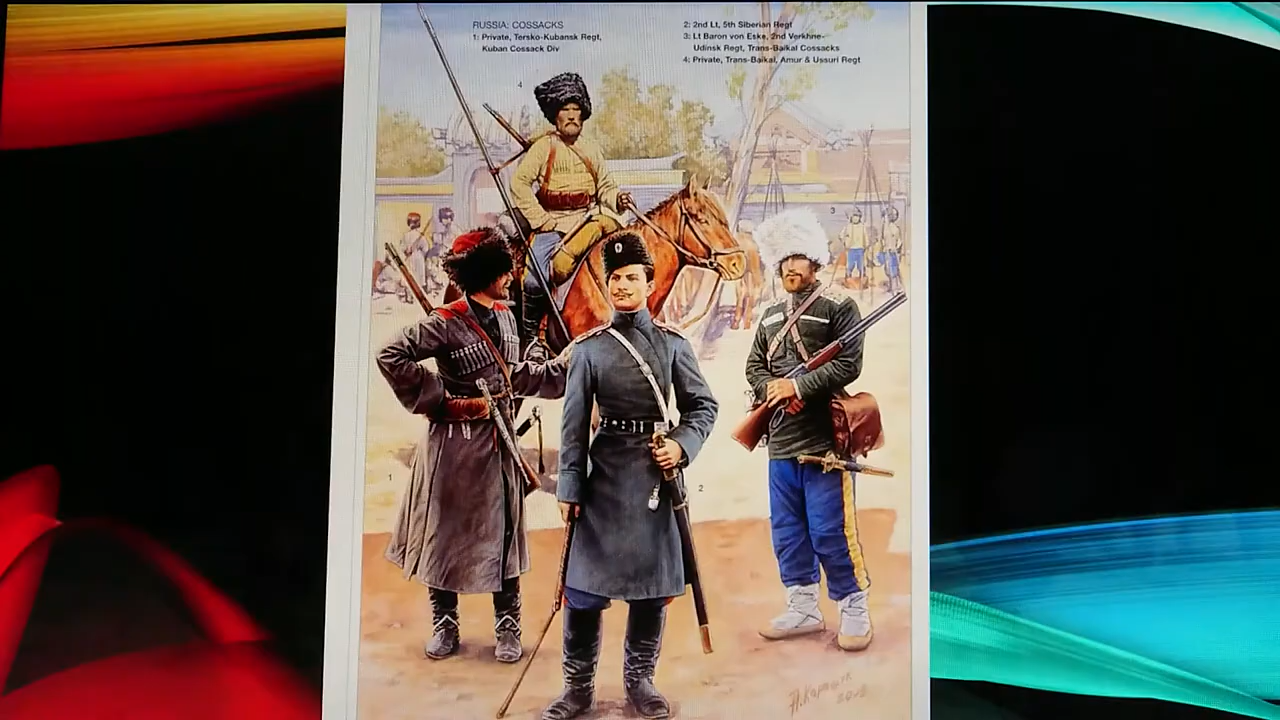 RUSSIA: COSSACKS
1: Private, Tersko-Kubansk Regt,
Kuban Cossack Div
2: 2nd Lt, 5th Siberian Regt
3: Lt Baron von Eske, 2nd Verkhne-
Udinsk Regt, Trans-Baikal Cossacks
4: Private, Trans-Baikal, Amur & Ussuri Regt
4
3
1
2